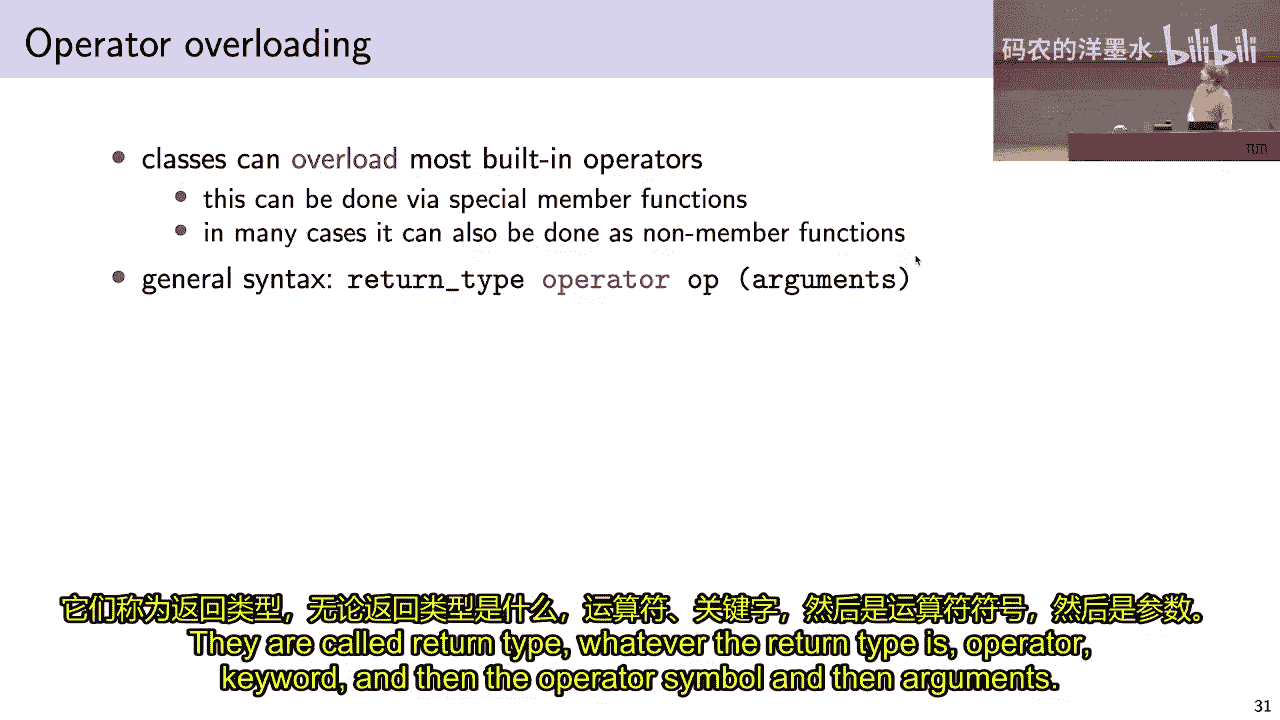 Operator overloading
码农的洋墨水 bilibili
TUM
• classes can overload most built-in operators
• this can be done via special member functions
• in many cases it can also be done as non-member functions
• general syntax: return_type operator op (arguments)
它们称为返回类型，无论返回类型是什么，运算符、关键字，然后是运算符符号，然后是参数。
They are called return type, whatever the return type is, operator,
keyword, and then the operator symbol and then arguments.
31